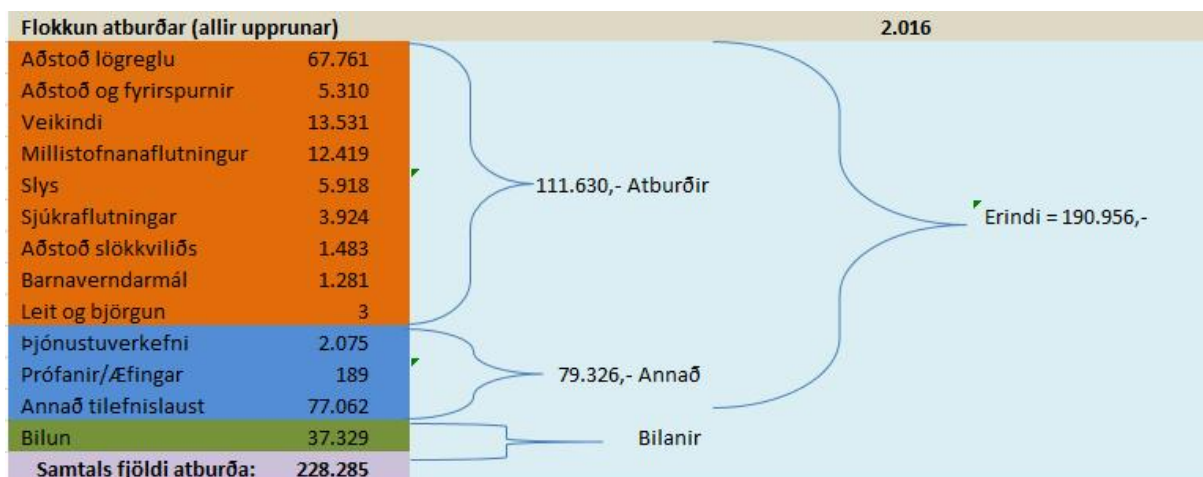 Flokkun atburðar (allir upprunar) 2.016
Aðstoð lögreglu 67.761
Aðstoð og fyrirspurnir 5.310
Veikindi 13.531
Millistofnanaflutningur 12.419
Slys 5.918
111.630,- Atburðir
Sjúkraflutningar 3.924
Erindi = 190.956,-
Aðstoð slökkviliðs 1.483
Barnaverndarmál 1.281
Leit og björgun 3
Þjónustuverkefni 2.075
Prófanir/Æfingar 189
79.326,- Annað
Annað tilefnislaust 77.062
Bilun 37.329
Bilanir
Samtals fjöldi atburða: 228.285